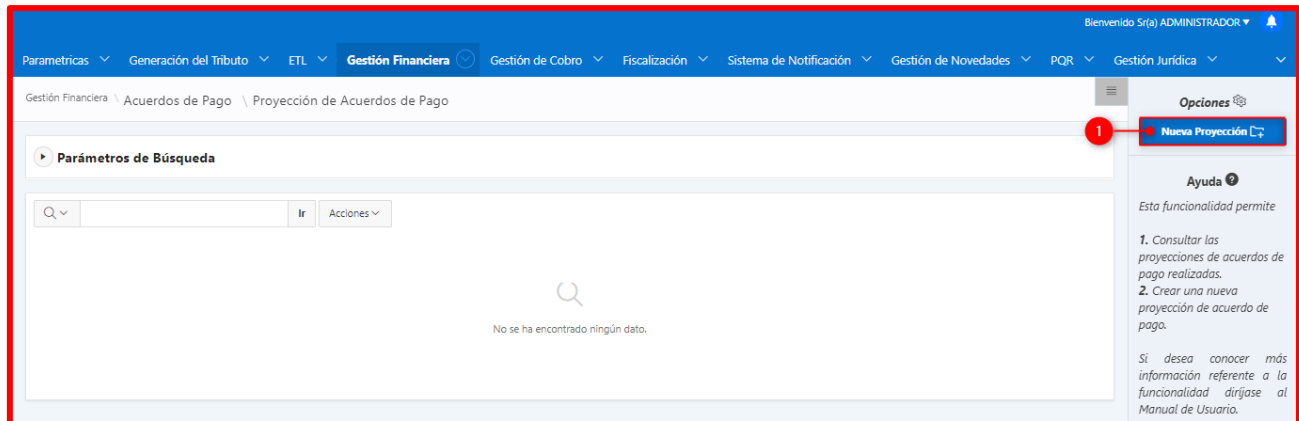 Bienvenido Sr(a) ADMINISTRADOR
Parametricas Generación del Tributo ETL Gestión Financiera Gestión de Cobro Fiscalización Sistema de Notificación Gestión de Novedades PQR Gestión Jurídica
Gestión Financiera \ Acuerdos de Pago \ Proyección de Acuerdos de Pago
Opciones
1
Nueva Proyección
Parámetros de Búsqueda
Ir Acciones
No se ha encontrado ningún dato.
Ayuda
Esta funcionalidad permite
1. Consultar las
proyecciones de acuerdos de
pago realizadas.
2. Crear una nueva
proyección de acuerdo de
pago.
Si desea conocer más
información referente a la
funcionalidad diríjase al
Manual de Usuario.